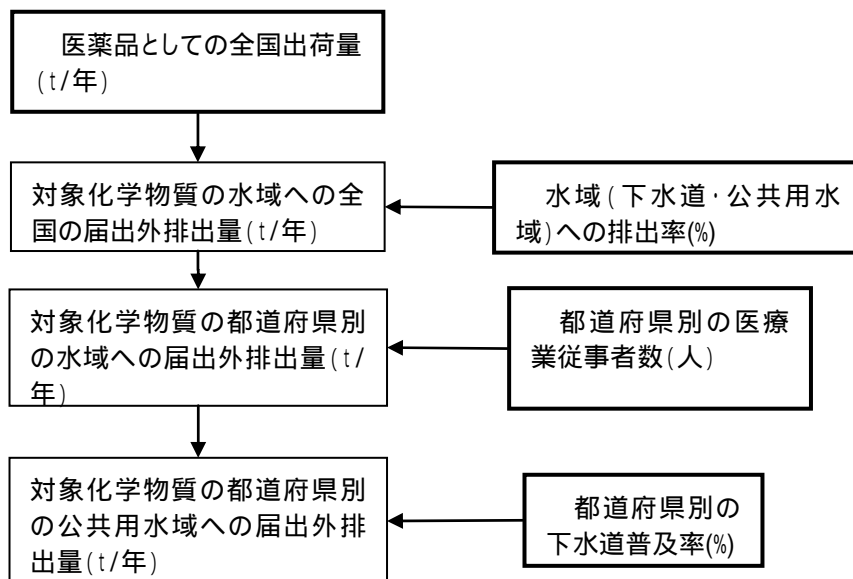 医薬品としての全国出荷量
(t/年)
対象化学物質の水域への全
国の届出外排出量(t/年)
水域(下水道・公共用水
域)への排出率(%)
対象化学物質の都道府県別
の水域への届出外排出量(t/
年)
都道府県別の医療
業従事者数(人)
対象化学物質の都道府県別
の公共用水域への届出外排
出量(t/年)
都道府県別の
下水道普及率(%)